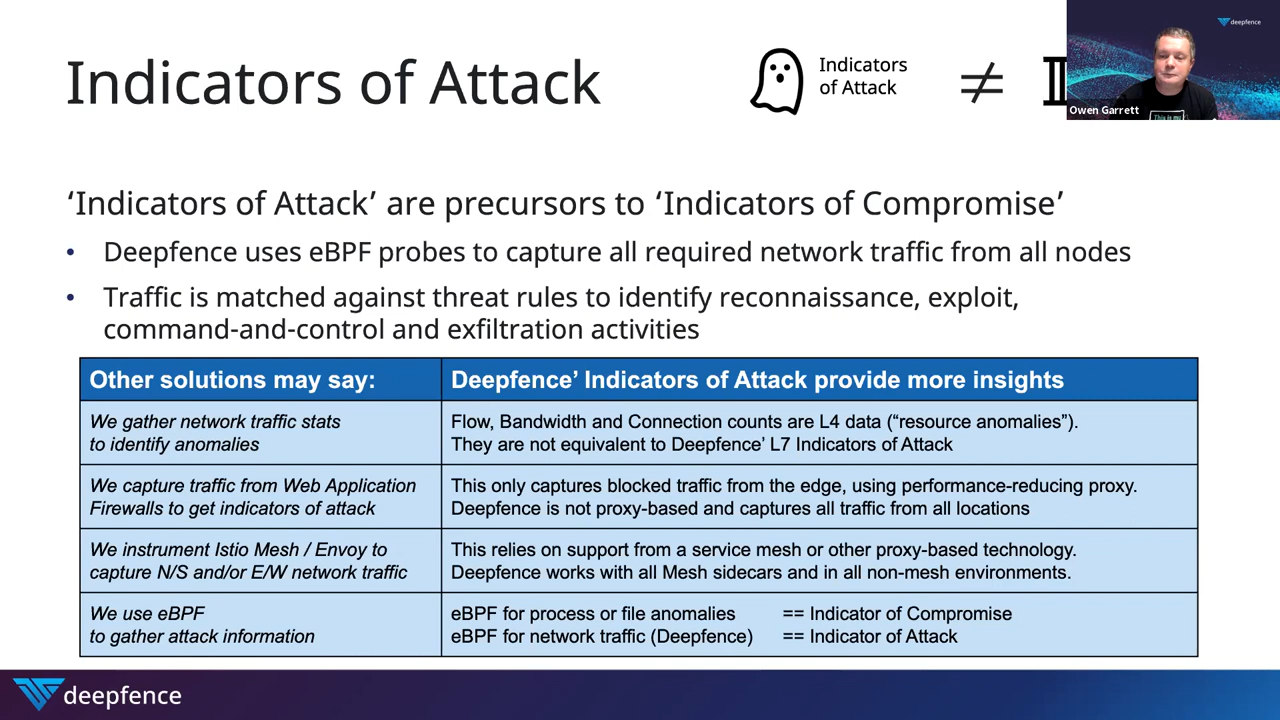 Indicators of Attack
Indicators
of Attack
≠
deepfence
Owen Garrett
‘Indicators of Attack’ are precursors to ‘Indicators of Compromise’
• Deepfence uses eBPF probes to capture all required network traffic from all nodes
• Traffic is matched against threat rules to identify reconnaissance, exploit,
command-and-control and exfiltration activities
Other solutions may say:
Deepfence’ Indicators of Attack provide more insights
We gather network traffic stats
to identify anomalies
Flow, Bandwidth and Connection counts are L4 data (“resource anomalies”).
They are not equivalent to Deepfence’ L7 Indicators of Attack
We capture traffic from Web Application
Firewalls to get indicators of attack
This only captures blocked traffic from the edge, using performance-reducing proxy.
Deepfence is not proxy-based and captures all traffic from all locations
We instrument Istio Mesh / Envoy to
capture N/S and/or E/W network traffic
This relies on support from a service mesh or other proxy-based technology.
Deepfence works with all Mesh sidecars and in all non-mesh environments.
We use eBPF
to gather attack information
eBPF for process or file anomalies == Indicator of Compromise
eBPF for network traffic (Deepfence) == Indicator of Attack
deepfence